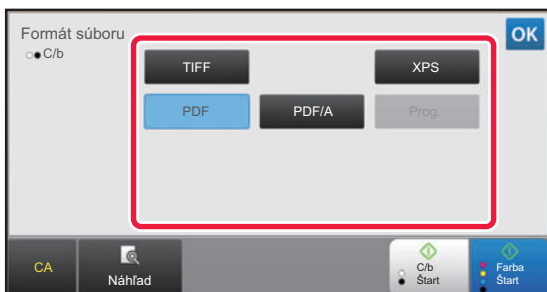 Formát súboru
C/b
OK
TIFF
XPS
PDF
PDF/A
Prog.
CA
Náhľad
C/b
Štart
Farba
Štart